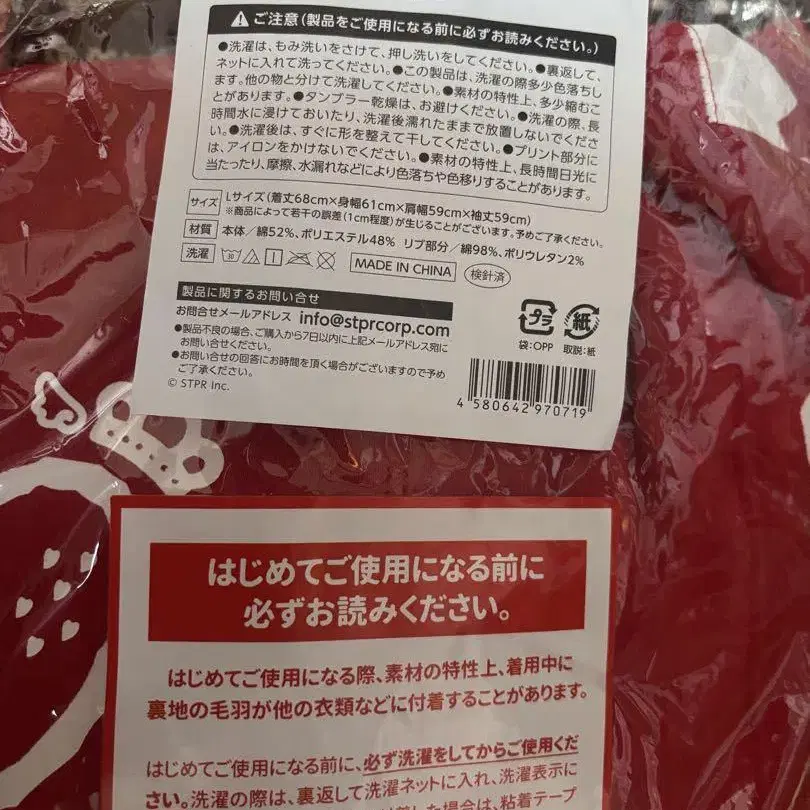 ⚠ ご注意(製品をご使用になる前に必ずお読みください。)
●洗濯は、もみ洗いをさけて、押し洗いをしてください。●裏返して、
ネットに入れて洗ってください。●この製品は、洗濯の際多少色落ちし
ます。他の物と分けて洗濯してください。●素材の特性上、多少縮むこ
とがあります。●タンブラー乾燥は、お避けください。●洗濯の際、長
時間水に浸けておいたり、洗濯後濡れたままで放置しないでくださ
い。●洗濯後は、すぐに形を整えて干してください。●プリント部分に
は、アイロンをかけないでください。●素材の特性上、長時間日光に
当たったり、摩擦、水漏れなどにより色落ちや色移りすることがあります。
サイズ Lサイズ(着丈68cm×身幅61cm×肩幅59cm×袖丈59cm)
※商品によって若干の誤差(1cm程度)が生じることがございます。予めご了承ください。
材質 本体/綿52%、ポリエステル48% リブ部分/綿98%、ポリウレタン2%
洗濯 30 MADE IN CHINA 検針済
製品に関するお問い合せ
お問合せメールアドレス info@stprcorp.com
●製品不良の場合、ご購入から7日以内に上記メールアドレス宛に
お問い合せください。
●お問い合せの回答にお時間を頂く場合がございますので予め
ご了承ください。
© STPR Inc.
プラ 紙
袋:OPP 取説:紙
4 580642 970719
はじめてご使用になる前に
必ずお読みください。
はじめてご使用になる際、素材の特性上、着用中に
裏地の毛羽が他の衣類などに付着することがあります。
はじめてご使用になる前に、必ず洗濯をしてからご使用くだ
さい。洗濯の際は、裏返して洗濯ネットに入れ、洗濯表示に
した場合は、粘着テープ